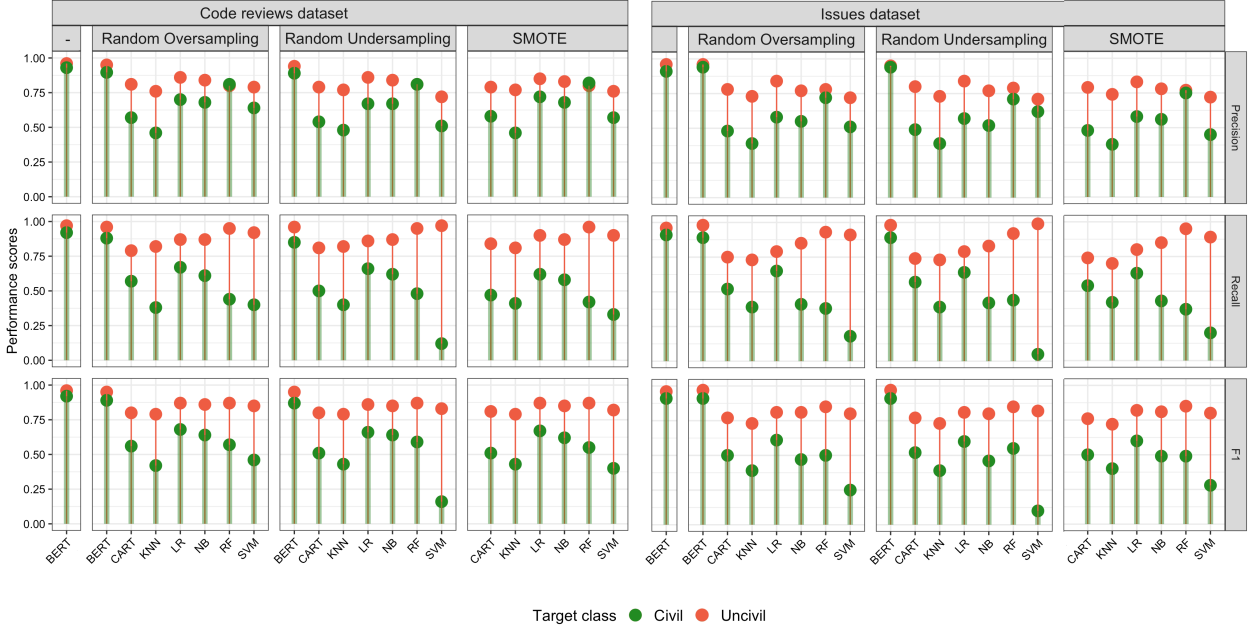 Code reviews dataset
Issues dataset
-
Random Oversampling
Random Undersampling
SMOTE
Random Oversampling
Random Undersampling
SMOTE
1.00
0.75
0.50
0.25
0.00
Precision
1.00
0.75
0.50
0.25
0.00
Recall
1.00
0.75
0.50
0.25
0.00
F1
Performance scores
BERT
BERT CART KNN LR NB RF SVM
BERT CART KNN LR NB RF SVM
CART KNN LR NB RF SVM
BERT
BERT CART KNN LR NB RF SVM
BERT CART KNN LR NB RF SVM
CART KNN LR NB RF SVM
Target class Civil Uncivil